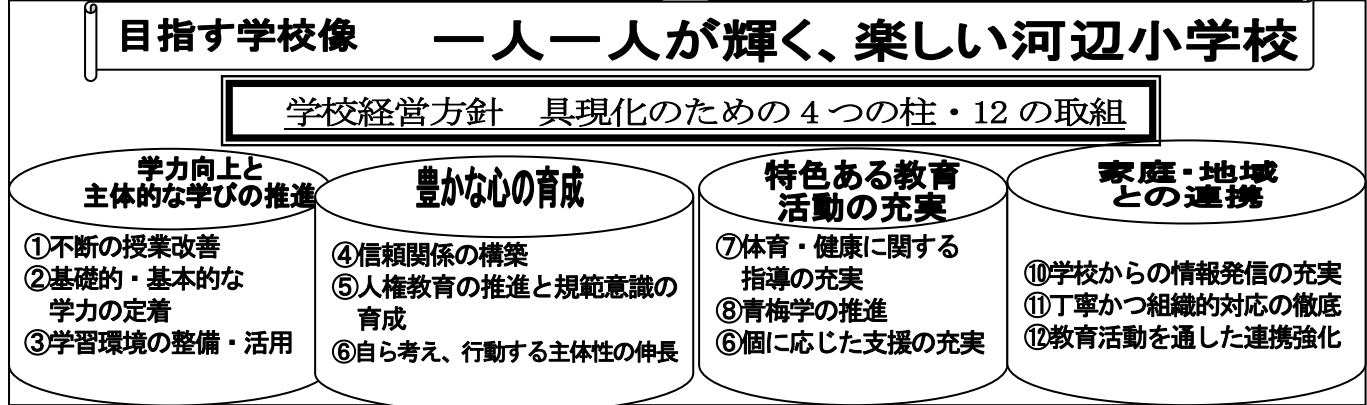 目指す学校像　一人一人が輝く、楽しい河辺小学校
学校経営方針　具現化のための4つの柱・12の取組
学力向上と
主体的な学びの推進
①不断の授業改善
②基礎的・基本的な
学力の定着
③学習環境の整備・活用
豊かな心の育成
④信頼関係の構築
⑤人権教育の推進と規範意識の
育成
⑥自ら考え、行動する主体性の伸長
特色ある教育
活動の充実
⑦体育・健康に関する
指導の充実
⑧青梅学の推進
⑥個に応じた支援の充実
家庭・地域
との連携
⑩学校からの情報発信の充実
⑪丁寧かつ組織的対応の徹底
⑫教育活動を通した連携強化